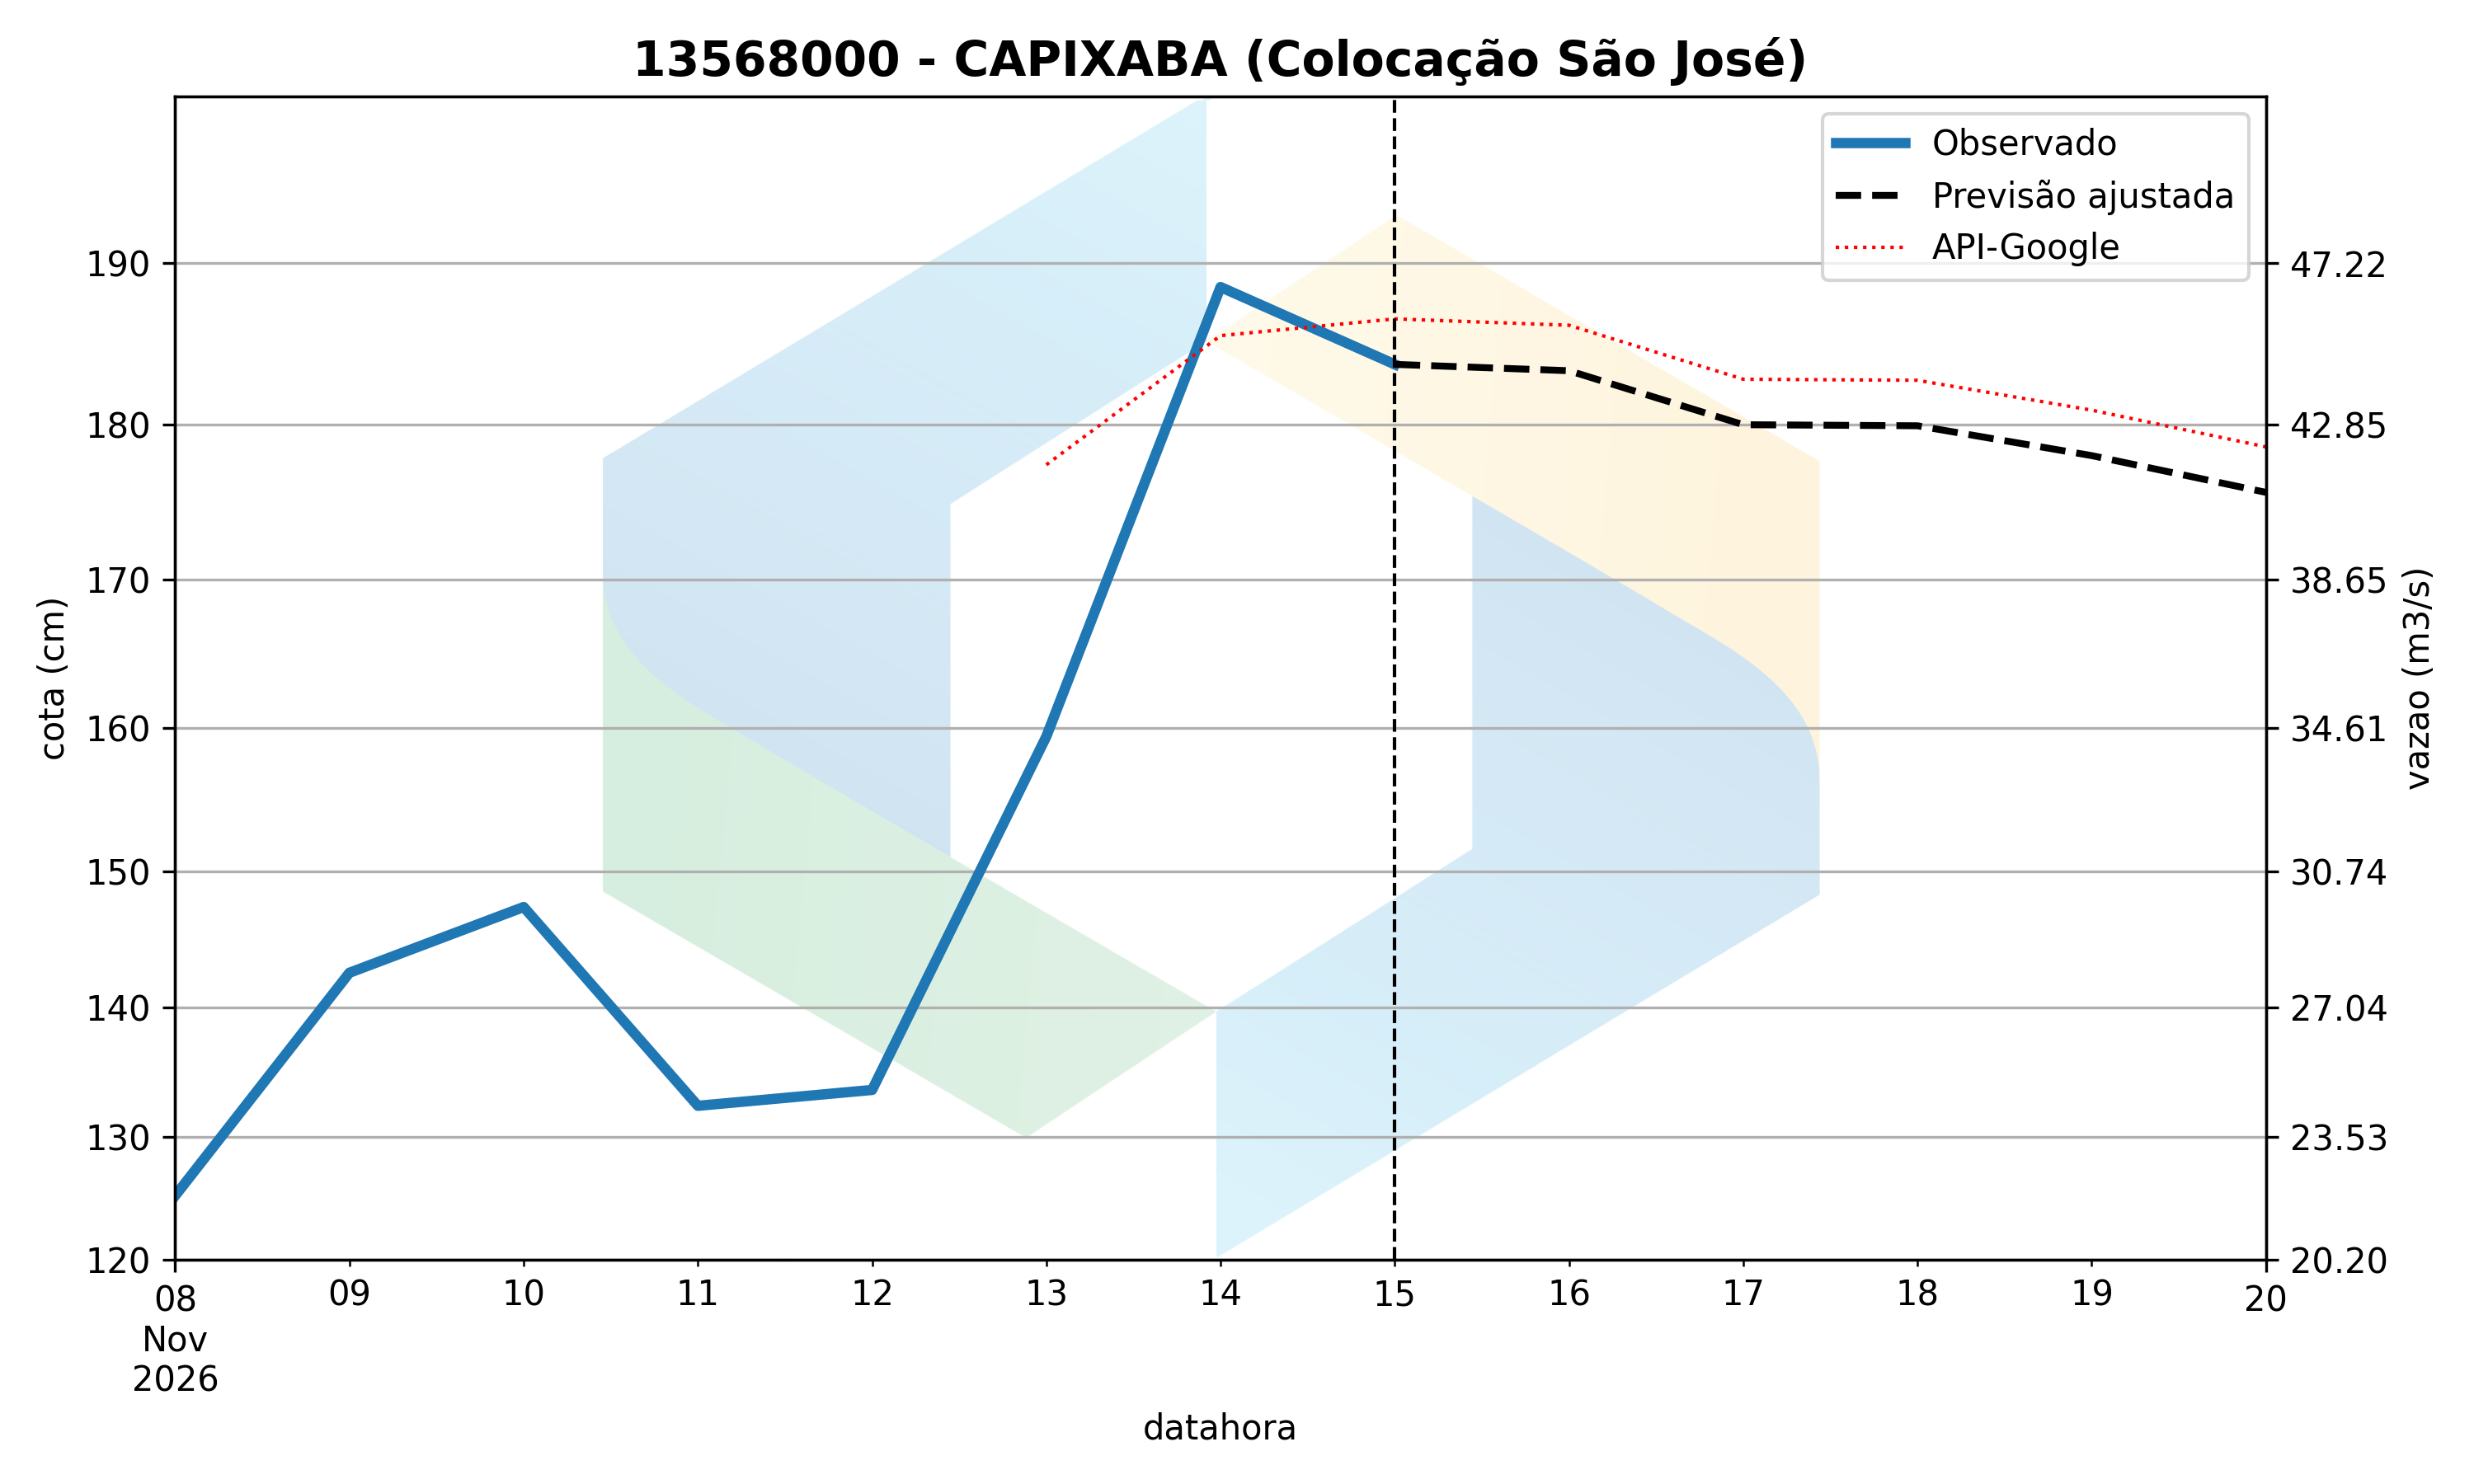 13568000 - CAPIXABA (Colocação São José)
Observado
Previsão ajustada
API-Google
cota (cm)
190
180
170
160
150
140
130
120
47.22
42.85
38.65
34.61
30.74
27.04
23.53
20.20
vazao (m3/s)
08 09 10 11 12 13 14 15 16 17 18 19 20
Nov
2026
datahora